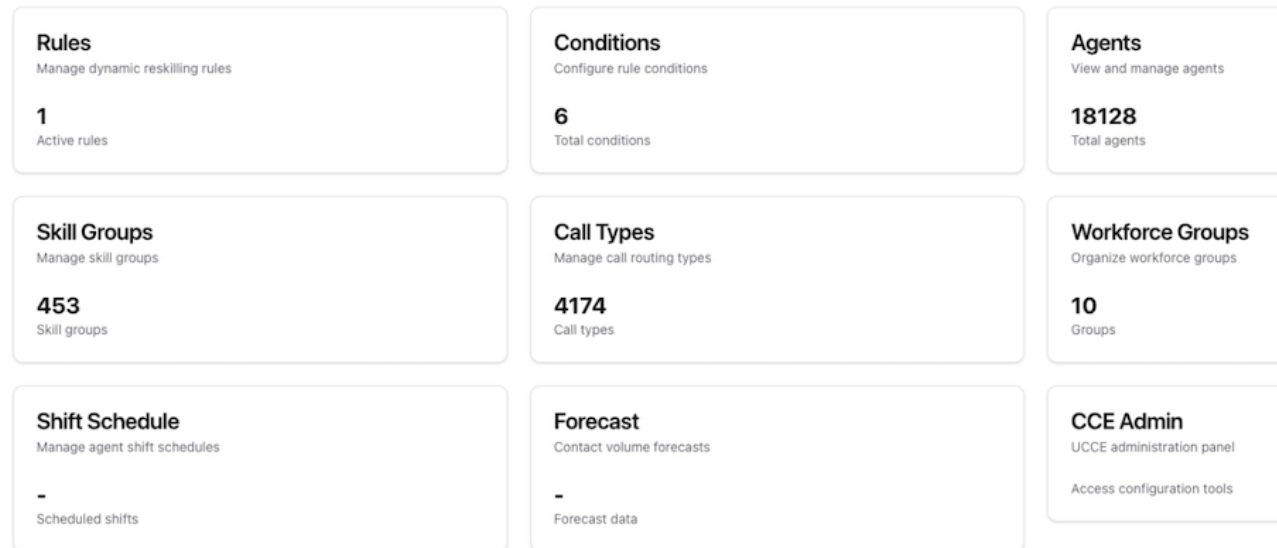 Rules
Manage dynamic reskilling rules
1
Active rules
Conditions
Configure rule conditions
6
Total conditions
Agents
View and manage agents
18128
Total agents
Skill Groups
Manage skill groups
453
Skill groups
Call Types
Manage call routing types
4174
Call types
Workforce Groups
Organize workforce groups
10
Groups
Shift Schedule
Manage agent shift schedules
-
Scheduled shifts
Forecast
Contact volume forecasts
-
Forecast data
CCE Admin
UCCE administration panel
Access configuration tools